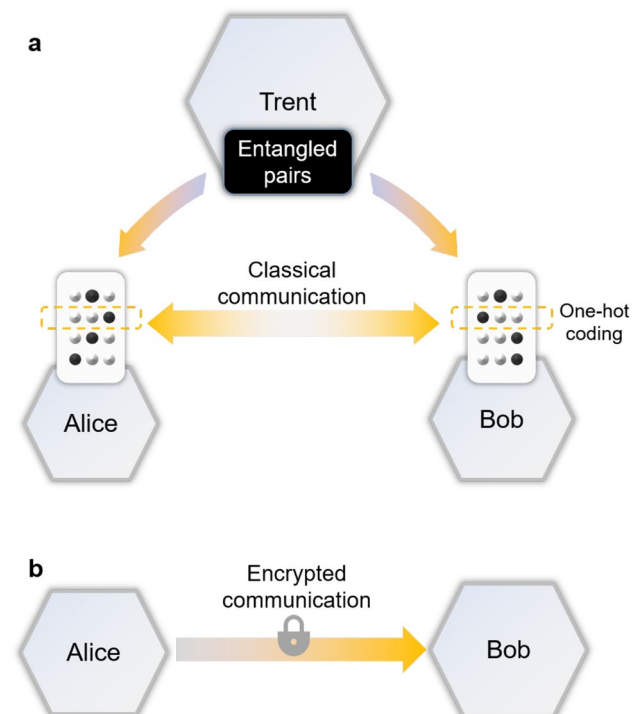 a
Trent
Entangled
pairs
Classical
communication
One-hot
coding
Alice
Bob
b
Encrypted
communication
Alice
Bob